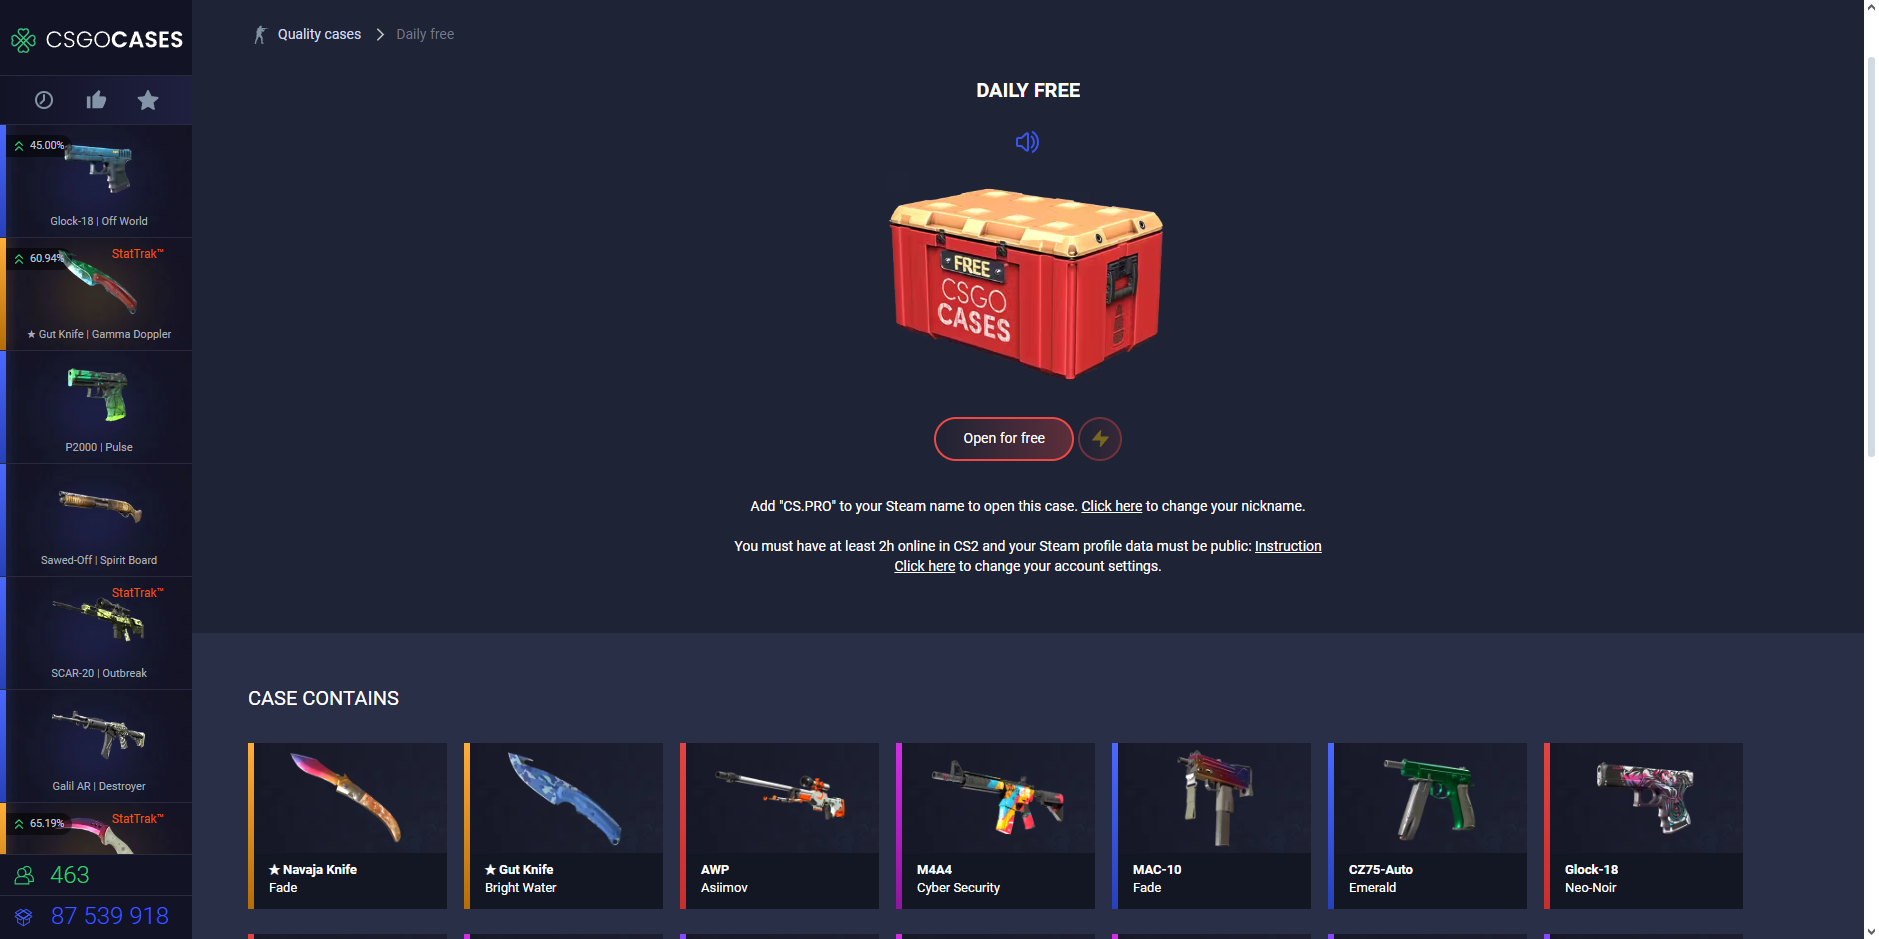 CSGOCASES
45.00%
Glock-18 | Off World
60.94%
StatTrak™
★ Gut Knife | Gamma Doppler
P2000 | Pulse
Sawed-Off | Spirit Board
StatTrak™
SCAR-20 | Outbreak
Galil AR | Destroyer
65.19%
StatTrak™
463
87 539 918
Quality cases
Daily free
DAILY FREE
FREE
CSGO
CASES
Open for free
Add "CS.PRO" to your Steam name to open this case. Click here to change your nickname.
You must have at least 2h online in CS2 and your Steam profile data must be public: Instruction
Click here to change your account settings.
CASE CONTAINS
★ Navaja Knife
Fade
★ Gut Knife
Bright Water
AWP
Asiimov
M4A4
Cyber Security
MAC-10
Fade
CZ75-Auto
Emerald
Glock-18
Neo-Noir